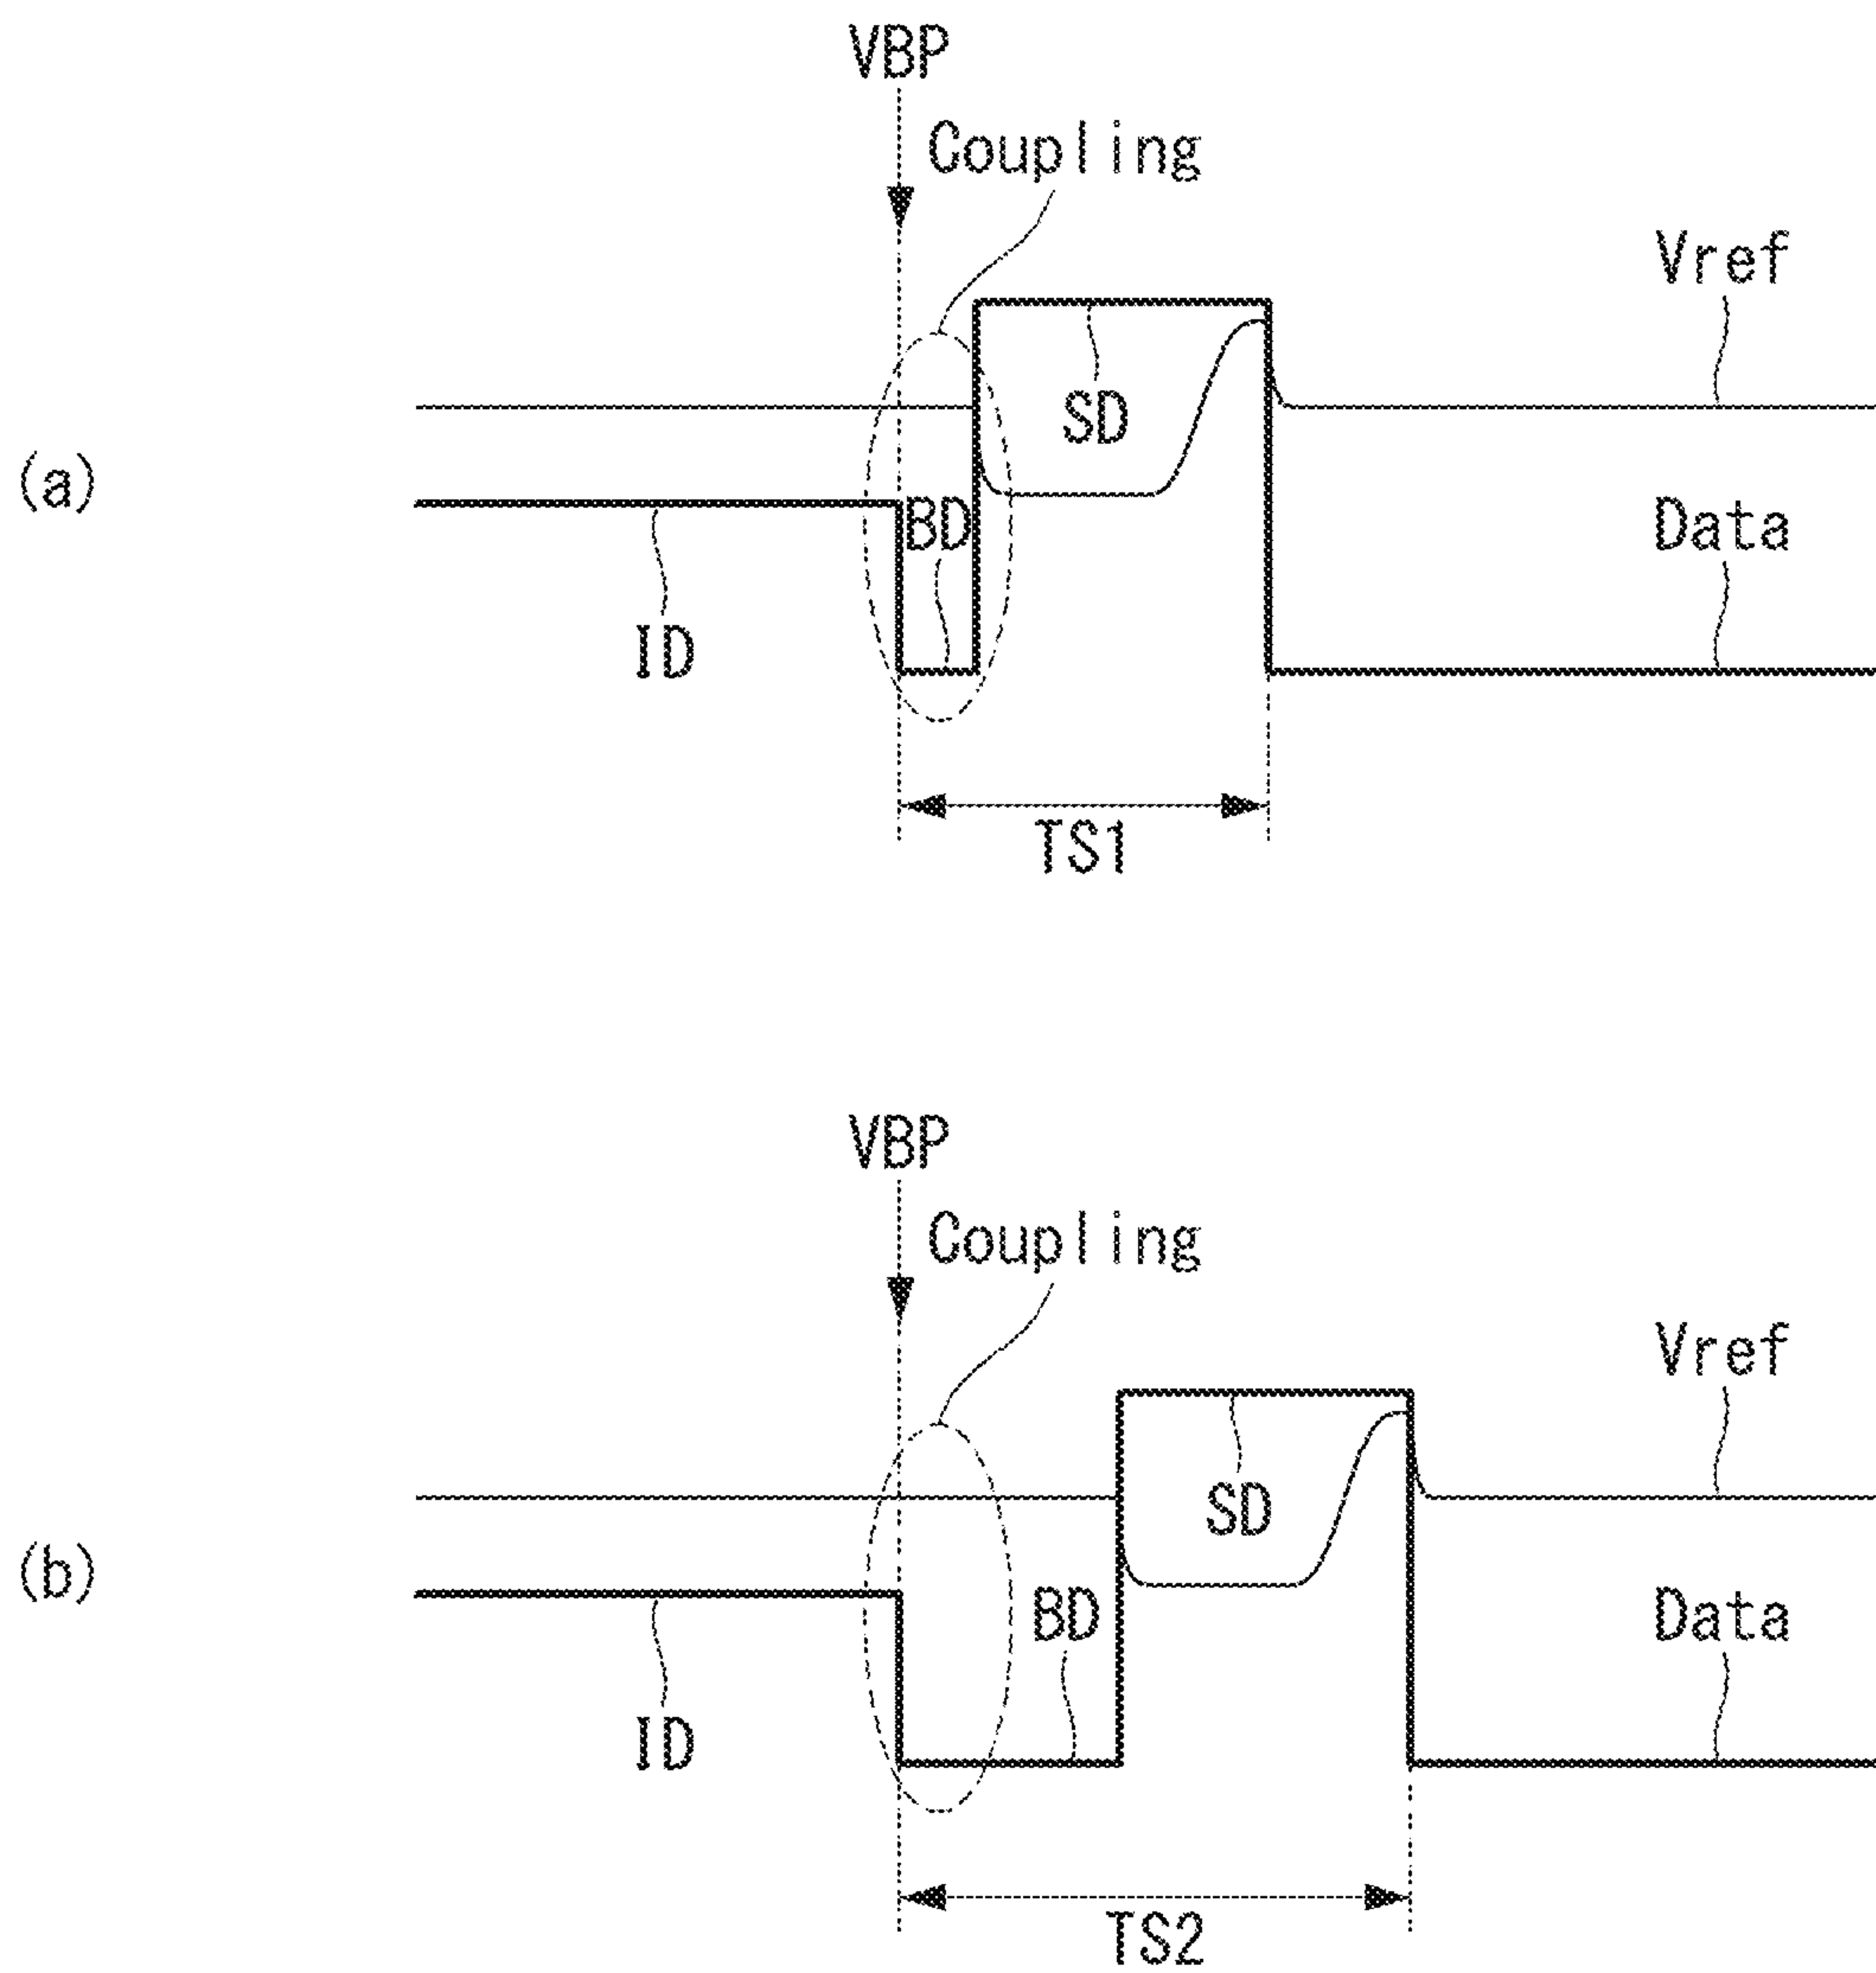 VBP
Coupling
Vref
SD
(a)
BD
Data
ID
TS1
VBP
Coupling
Vref
SD
(b)
BD
Data
ID
TS2